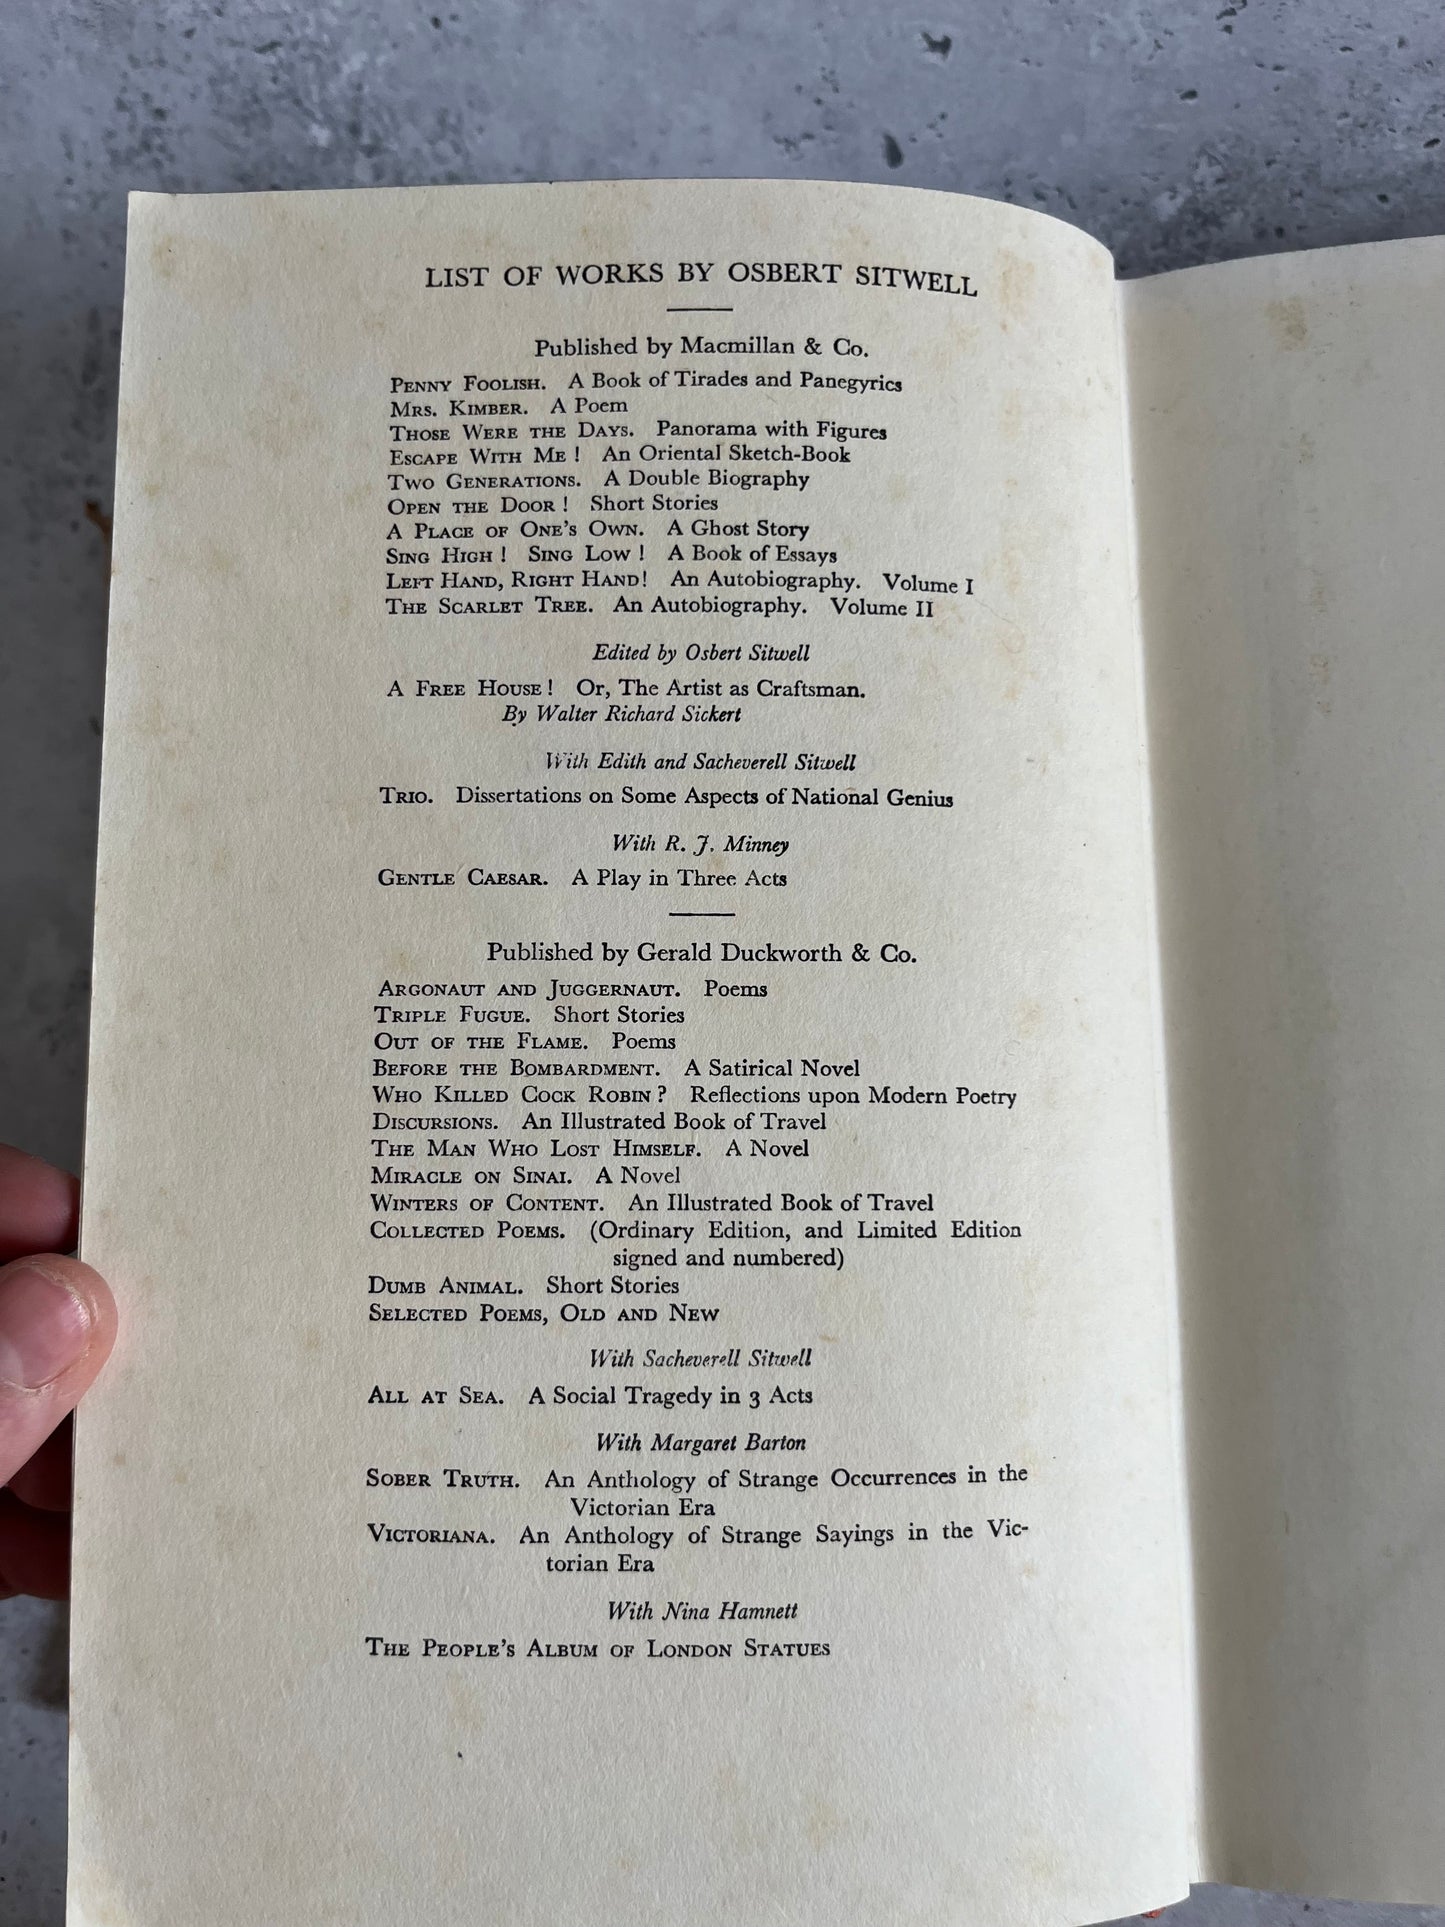 LIST OF WORKS BY OSBERT SITWELL
Published by Macmillan & Co.
PENNY FOOLISH. A Book of Tirades and Panegyrics
MRS. KIMBER. A Poem
THOSE WERE THE DAYS. Panorama with Figures
ESCAPE WITH ME ! An Oriental Sketch-Book
TWO GENERATIONS. A Double Biography
OPEN THE DOOR ! Short Stories
A PLACE OF ONE'S OWN. A Ghost Story
SING HIGH ! SING LOW ! A Book of Essays
LEFT HAND, RIGHT HAND! An Autobiography. Volume I
THE SCARLET TREE. An Autobiography. Volume II
Edited by Osbert Sitwell
A FREE HOUSE ! Or, The Artist as Craftsman.
By Walter Richard Sickert
With Edith and Sacheverell Sitwell
TRIO. Dissertations on Some Aspects of National Genius
With R. J. Minney
GENTLE CAESAR. A Play in Three Acts
Published by Gerald Duckworth & Co.
ARGONAUT AND JUGGERNAUT. Poems
TRIPLE FUGUE. Short Stories
OUT OF THE FLAME. Poems
BEFORE THE BOMBARDMENT. A Satirical Novel
WHO KILLED COCK ROBIN ? Reflections upon Modern Poetry
DISCURSIONS. An Illustrated Book of Travel
THE MAN WHO LOST HIMSELF. A Novel
MIRACLE ON SINAI. A Novel
WINTERS OF CONTENT. An Illustrated Book of Travel
COLLECTED POEMS. (Ordinary Edition, and Limited Edition
signed and numbered)
DUMB ANIMAL. Short Stories
SELECTED POEMS, OLD AND NEW
With Sacheverell Sitwell
ALL AT SEA. A Social Tragedy in 3 Acts
With Margaret Barton
SOBER TRUTH. An Anthology of Strange Occurrences in the
Victorian Era
VICTORIANA. An Anthology of Strange Sayings in the Vic-
torian Era
With Nina Hamnett
THE PEOPLE'S ALBUM OF LONDON STATUES